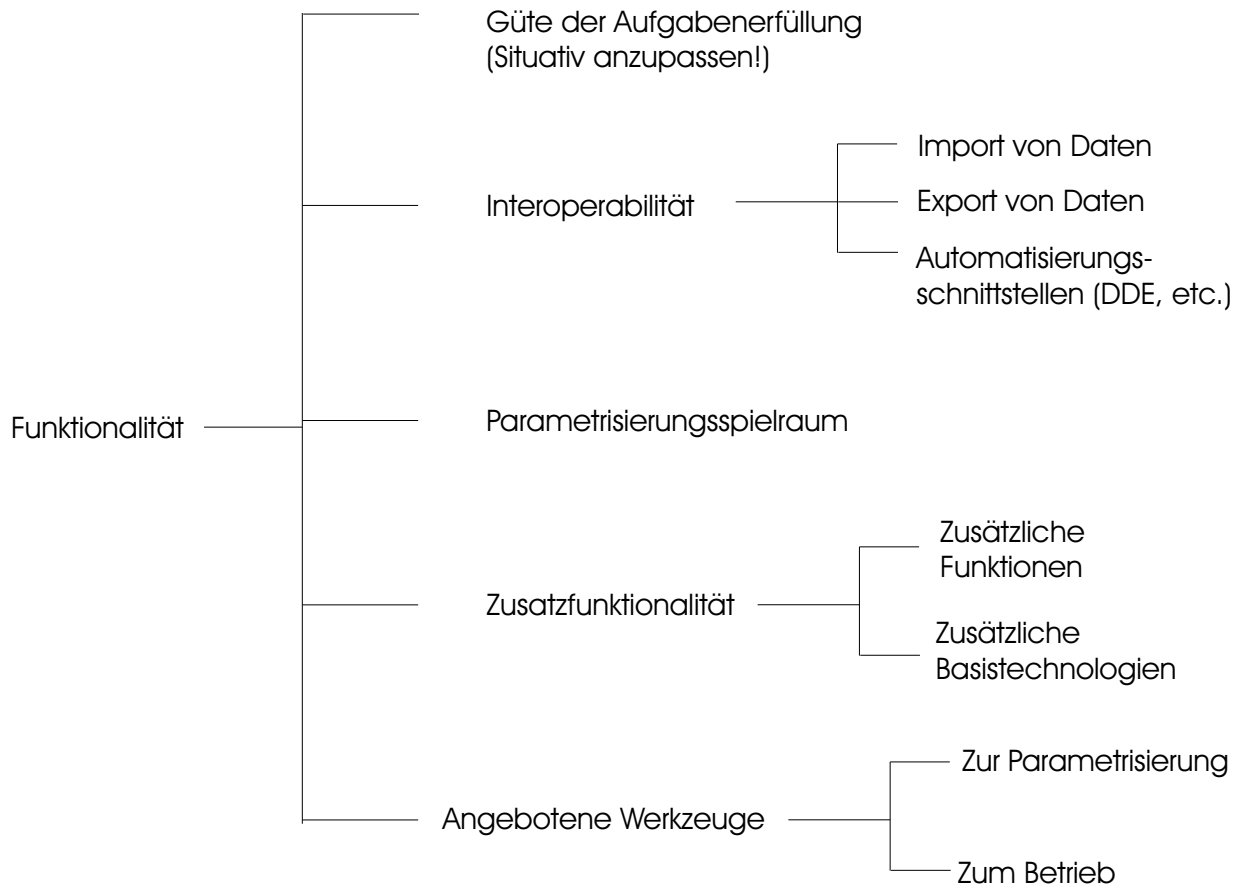 Güte der Aufgabenerfüllung
(Situativ anzupassen!)
Import von Daten
Interoperabilität
Export von Daten
Automatisierungs-
schnittstellen (DDE, etc.)
Funktionalität
Parametrisierungsspielraum
Zusätzliche
Funktionen
Zusatzfunktionalität
Zusätzliche
Basistechnologien
Zur Parametrisierung
Angebotene Werkzeuge
Zum Betrieb